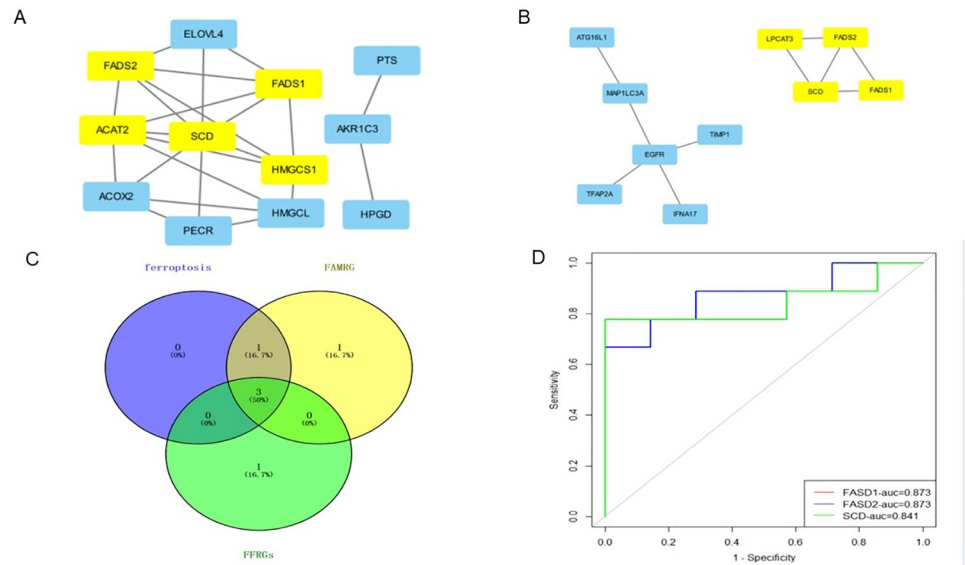 A
ELOVL4
FADS2
FADS1
ACAT2
SCD
HMGCS1
ACOX2
HMGCL
PECR
PTS
AKR1C3
HPGD
B
ATG16L1
MAP1LC3A
EGFR
TIMP1
TFAP2A
IFNA17
LPCAT3
FADS2
SCD
FADS1
C
ferroptosis
FAMRG
0
(0%)
1
(16.7%)
1
(16.7%)
3
(50%)
0
(0%)
0
(0%)
1
(16.7%)
FFRGs
D
Sensitivity
1.0
0.8
0.6
0.4
0.2
0.0
0.0 0.2 0.4 0.6 0.8 1.0
1 - Specificity
FASD1-auc=0.873
FASD2-auc=0.873
SCD-auc=0.841